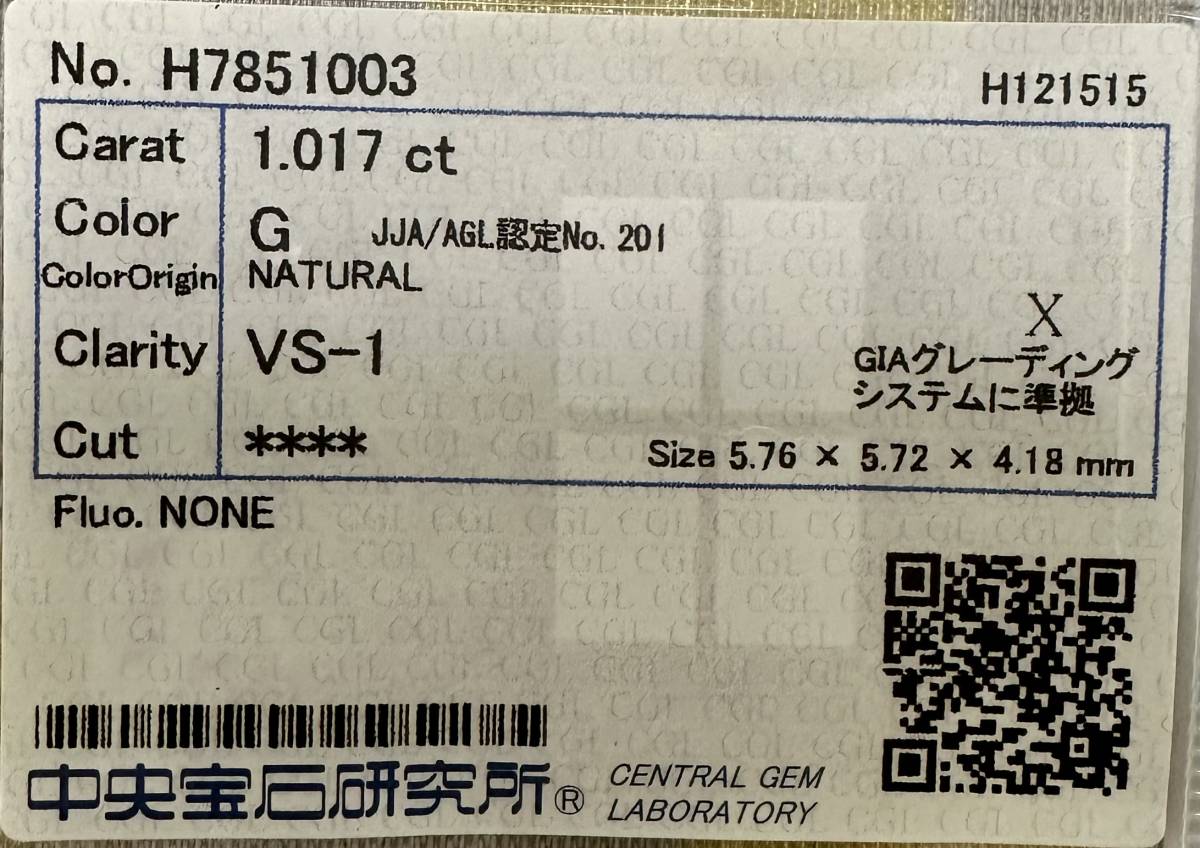 No. H7851003
H121515
Carat 1.017 ct
Color G JJA/AGL認定No. 201
ColorOrigin NATURAL
Clarity VS-1
X
GIAグレーディング
システムに準拠
Cut ****
Size 5.76 × 5.72 × 4.18 mm
Fluo. NONE
中央宝石研究所® CENTRAL GEM
LABORATORY